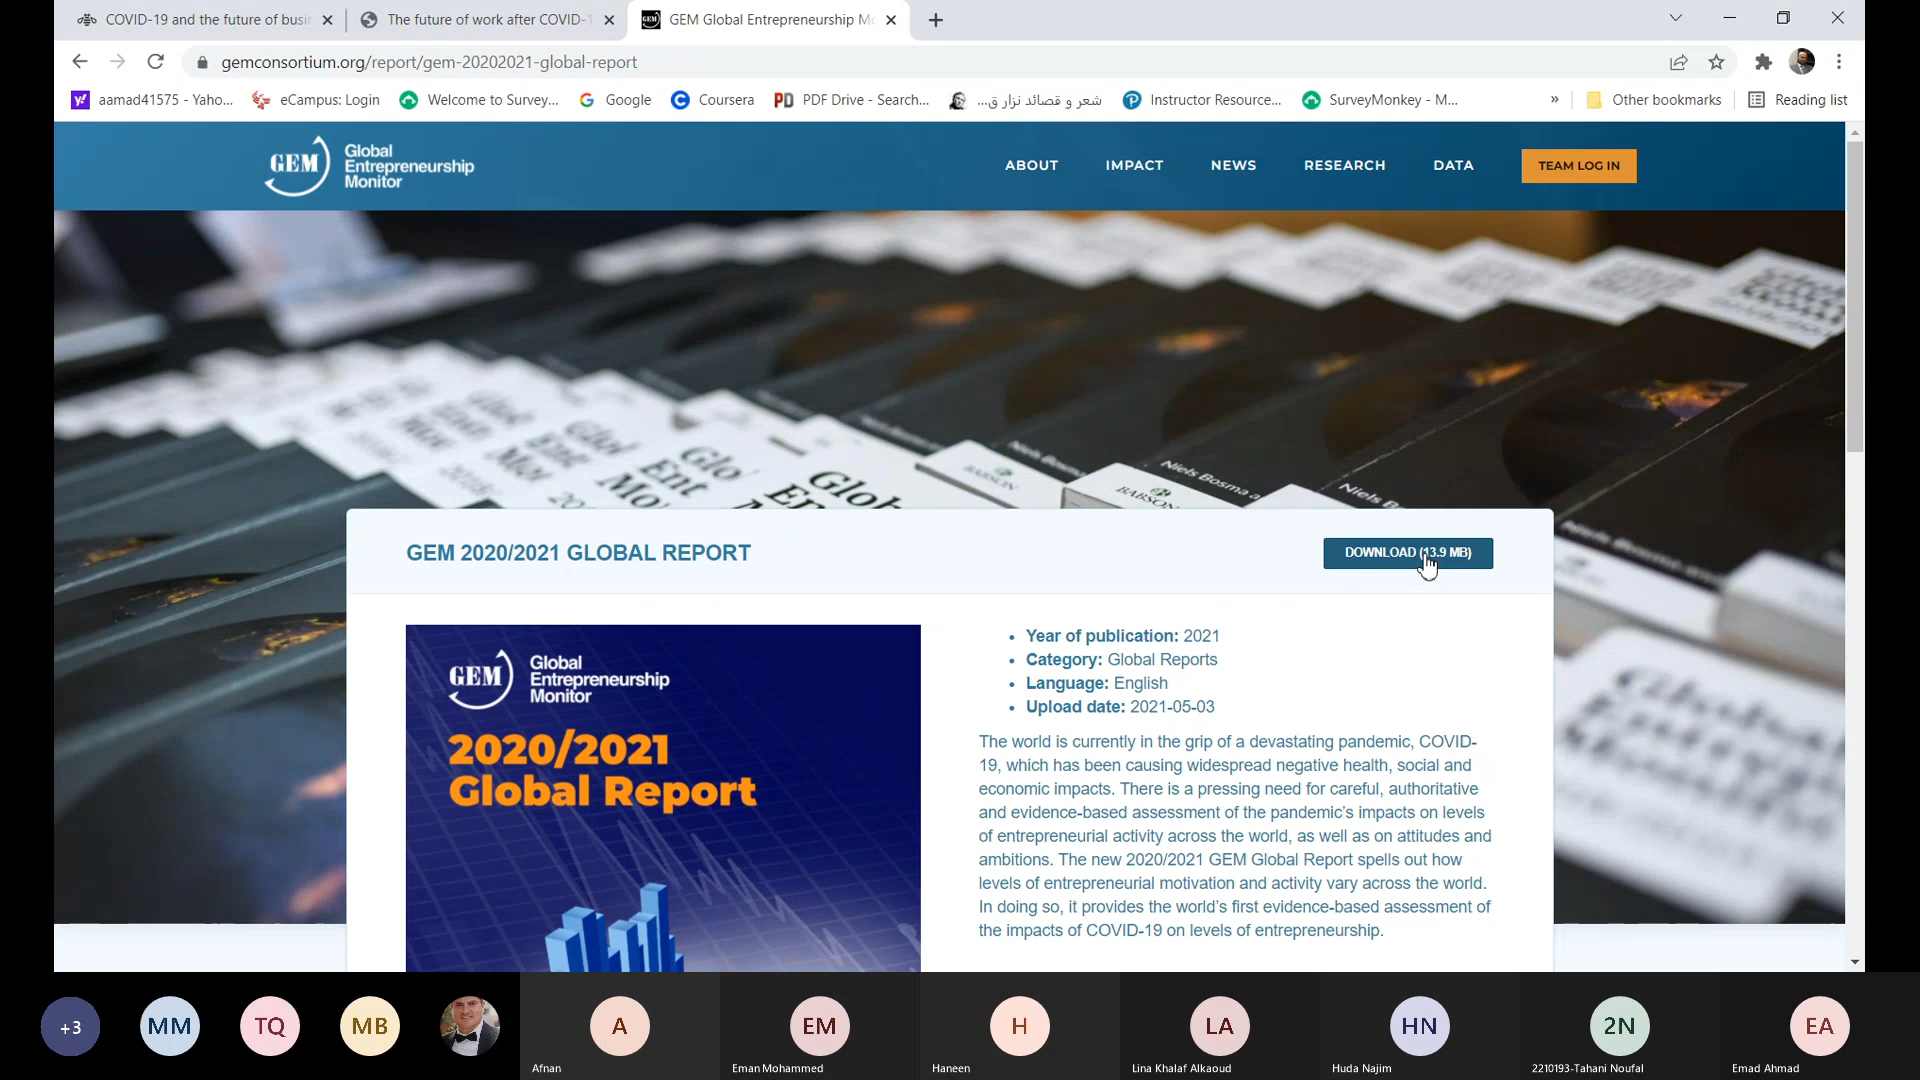 COVID-19 and the future of busi
The future of work after COVID-1
GEM Global Entrepreneurship Mo
gemconsortium.org/report/gem-20202021-global-report
aamad41575 - Yaho...
eCampus: Login
Welcome to Survey...
Google
Coursera
PD PDF Drive - Search...
شعر و قصائد نزار ق...
Instructor Resource...
SurveyMonkey - M...
»
Other bookmarks
Reading list
GEM Global
Entrepreneurship
Monitor
ABOUT
IMPACT
NEWS
RESEARCH
DATA
TEAM LOG IN
Niels Bosma a
BABSON
BABSON
Niels B
GEM 2020/2021 GLOBAL REPORT
DOWNLOAD (13.9 MB)
GEM Global
Entrepreneurship
Monitor
2020/2021
Global Report
• Year of publication: 2021
• Category: Global Reports
• Language: English
• Upload date: 2021-05-03
The world is currently in the grip of a devastating pandemic, COVID-
19, which has been causing widespread negative health, social and
economic impacts. There is a pressing need for careful, authoritative
and evidence-based assessment of the pandemic's impacts on levels
of entrepreneurial activity across the world, as well as on attitudes and
ambitions. The new 2020/2021 GEM Global Report spells out how
levels of entrepreneurial motivation and activity vary across the world.
In doing so, it provides the world's first evidence-based assessment of
the impacts of COVID-19 on levels of entrepreneurship.
+3
MM
TQ
MB
A
Afnan
EM
Eman Mohammed
H
Haneen
LA
Lina Khalaf Alkaoud
HN
Huda Najim
2N
2210193-Tahani Noufal
EA
Emad Ahmad